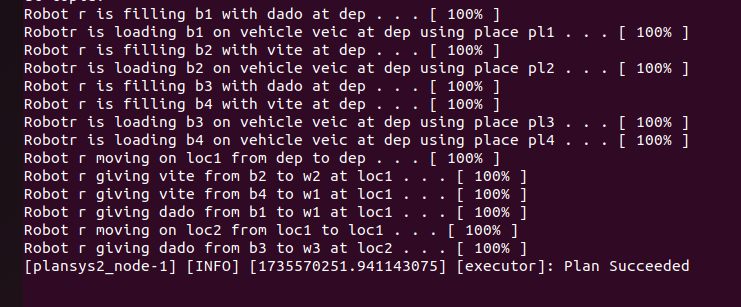 Robot r is filling b1 with dado at dep . . . [ 100% ]
Robotr is loading b1 on vehicle veic at dep using place pl1 . . . [ 100% ]
Robot r is filling b2 with vite at dep . . . [ 100% ]
Robotr is loading b2 on vehicle veic at dep using place pl2 . . . [ 100% ]
Robot r is filling b3 with dado at dep . . . [ 100% ]
Robot r is filling b4 with vite at dep . . . [ 100% ]
Robotr is loading b3 on vehicle veic at dep using place pl3 . . . [ 100% ]
Robotr is loading b4 on vehicle veic at dep using place pl4 . . . [ 100% ]
Robot r moving on loc1 from dep to dep . . . [ 100% ]
Robot r giving vite from b2 to w2 at loc1 . . . [ 100% ]
Robot r giving vite from b4 to w1 at loc1 . . . [ 100% ]
Robot r giving dado from b1 to w1 at loc1 . . . [ 100% ]
Robot r moving on loc2 from loc1 to loc1 . . . [ 100% ]
Robot r giving dado from b3 to w3 at loc2 . . . [ 100% ]
[plansys2_node-1] [INFO] [1735570251.941143075] [executor]: Plan Succeeded